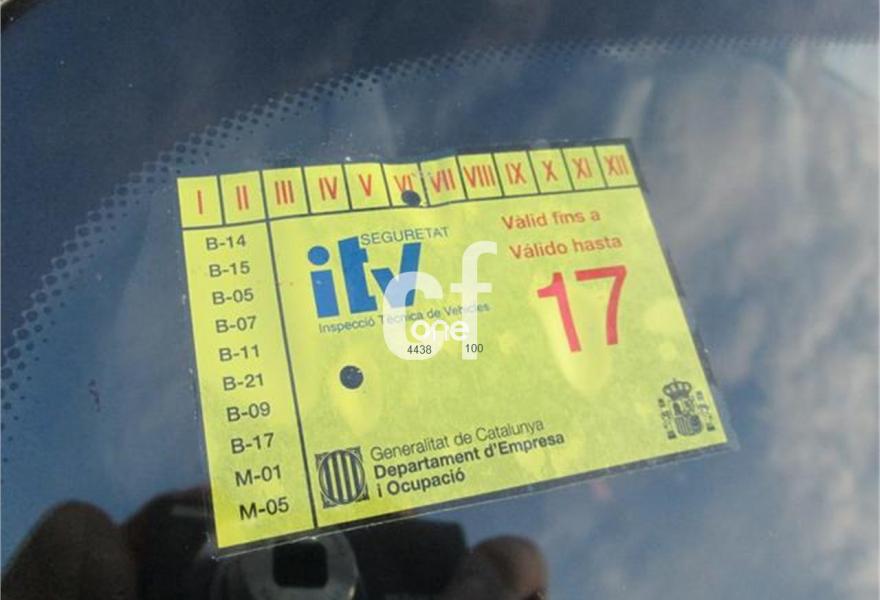 I II III IV V VI VII VIII IX X XI XII
B-14
B-15
B-05
B-07
B-11
B-21
B-09
B-17
M-01
M-05
SEGURETAT
itv
Inspecció Tècnica de Vehicles
Vàlid fins a
Válido hasta
17
cf
one
4438 100
Generalitat de Catalunya
Departament d'Empresa
i Ocupació